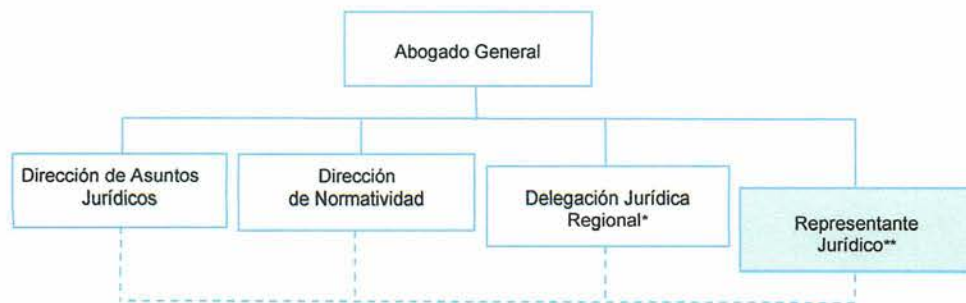 Abogado General
Dirección de Asuntos
Jurídicos
Dirección
de Normatividad
Delegación Jurídica
Regional*
Representante
Jurídico**